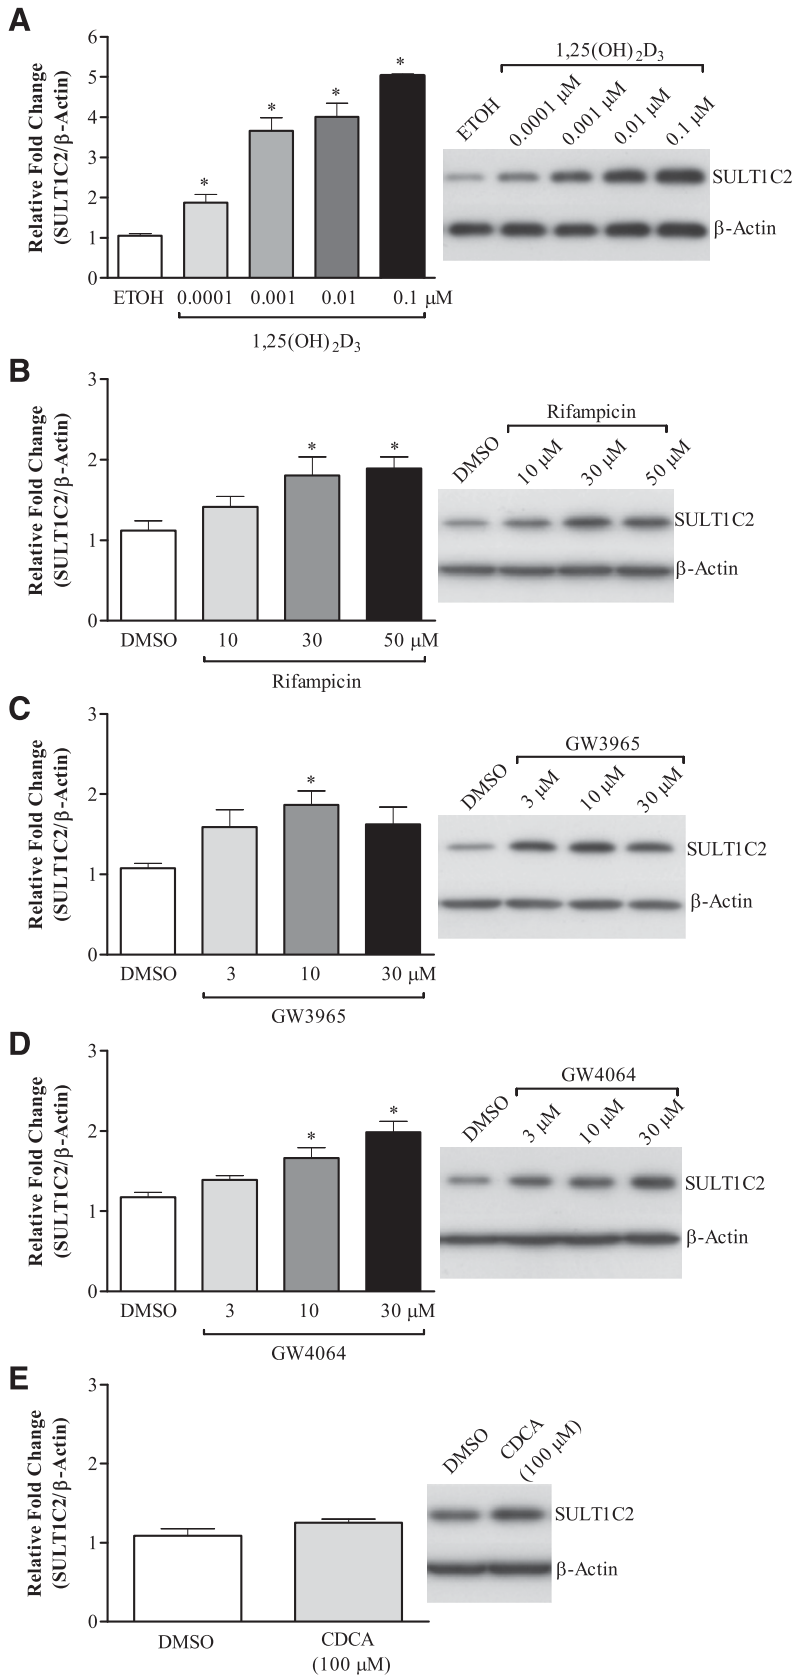 A
Relative Fold Change
(SULT1C2/β-Actin)
6
5
4
3
2
1
0
*
*
*
*
ETOH 0.0001 0.001 0.01 0.1 μM
1,25(OH)2D3
1,25(OH)2D3
ETOH 0.0001 μM 0.001 μM 0.01 μM 0.1 μM
SULT1C2
β-Actin
B
Relative Fold Change
(SULT1C2/β-Actin)
3
2
1
0
*
*
DMSO 10 30 50 μM
Rifampicin
Rifampicin
DMSO 10 μM 30 μM 50 μM
SULT1C2
β-Actin
C
Relative Fold Change
(SULT1C2/β-Actin)
3
2
1
0
*
DMSO 3 10 30 μM
GW3965
GW3965
DMSO 3 μM 10 μM 30 μM
SULT1C2
β-Actin
D
Relative Fold Change
(SULT1C2/β-Actin)
3
2
1
0
*
*
DMSO 3 10 30 μM
GW4064
GW4064
DMSO 3 μM 10 μM 30 μM
SULT1C2
β-Actin
E
Relative Fold Change
(SULT1C2/β-Actin)
3
2
1
0
DMSO CDCA
(100 μM)
DMSO CDCA
(100 μM)
SULT1C2
β-Actin